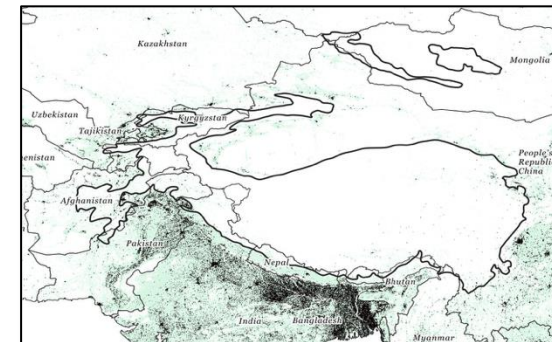 Kazakhstan
Mongolia
Uzbekistan
Kyrgyzstan
Tajikistan
enistan
People's
Republic
China
Afghanistan
Pakistan
Nepal
Bhutan
India
Bangladesh
Myanmar